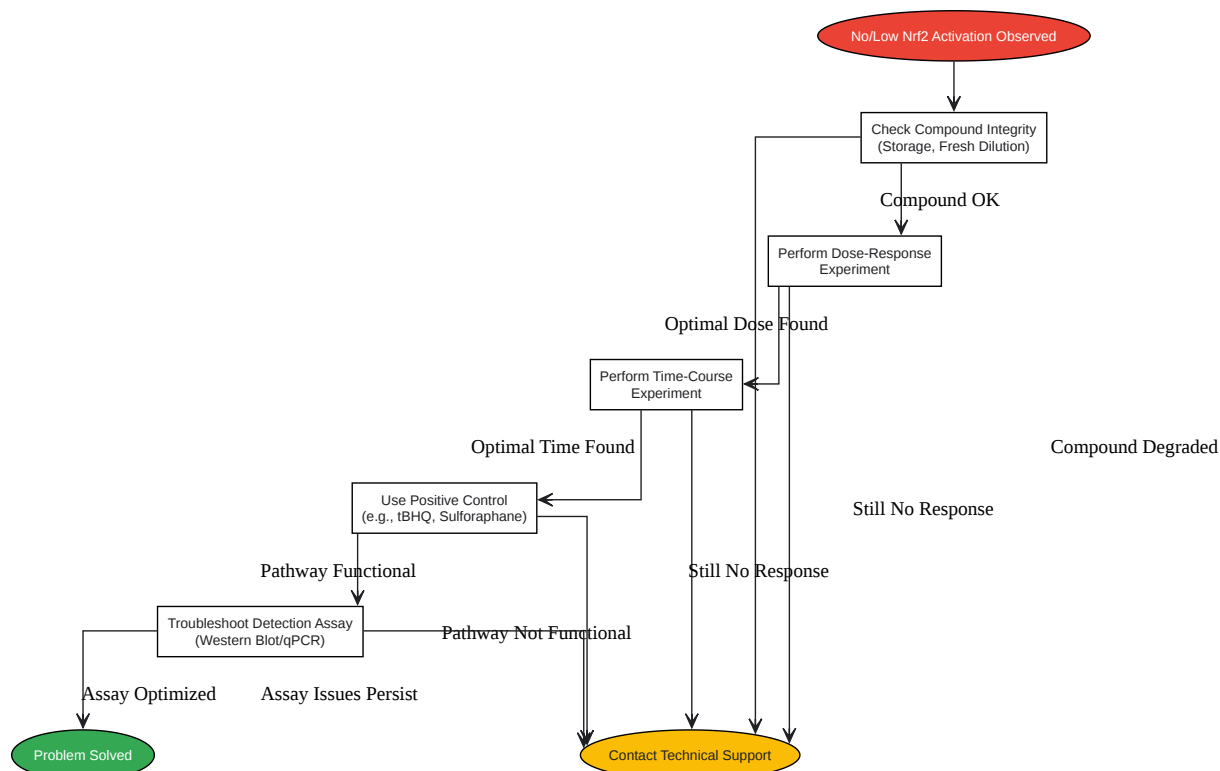 No/Low Nrf2 Activation Observed
Check Compound Integrity
(Storage, Fresh Dilution)
Compound OK
Perform Dose-Response
Experiment
Optimal Dose Found
Perform Time-Course
Experiment
Optimal Time Found
Compound Degraded
Use Positive Control
(e.g., tBHQ, Sulforaphane)
Still No Response
Pathway Functional
Still No Response
Troubleshoot Detection Assay
(Western Blot/qPCR)
Pathway Not Functional
Assay Optimized
Assay Issues Persist
Problem Solved
Contact Technical Support